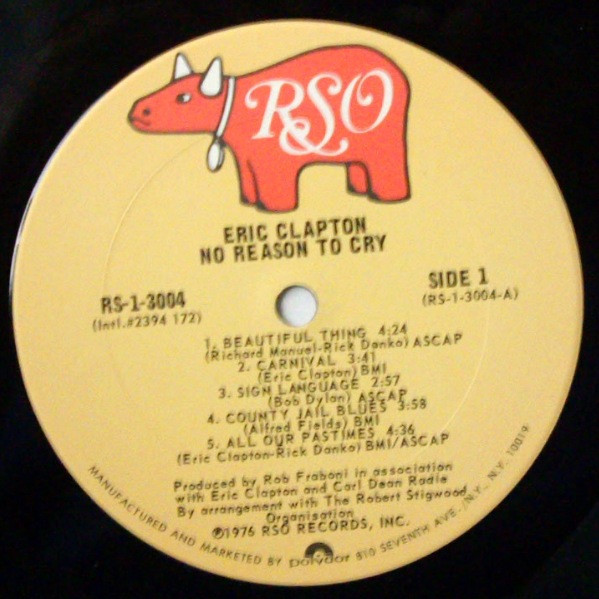 RSO
ERIC CLAPTON
NO REASON TO CRY
RS-1-3004
(Intl.#2394 172)
SIDE 1
(RS-1-3004-A)
1. BEAUTIFUL THING 4:24
(Richard Manuel-Rick Danko) ASCAP
2. CARNIVAL 3:41
(Eric Clapton) BMI
3. SIGN LANGUAGE 2:57
(Bob Dylan) ASCAP
4. COUNTY JAIL BLUES 3:58
(Alfred Fields) BMI
5. ALL OUR PASTIMES 4:36
(Eric Clapton-Rick Danko) BMI/ASCAP
Produced by Rob Fraboni in association
with Eric Clapton and Carl Dean Radle
By arrangement with The Robert Stigwood
Organisation
℗1976 RSO RECORDS, INC.
MANUFACTURED AND MARKETED BY polydor 810 SEVENTH AVE., N.Y., N.Y. 10019